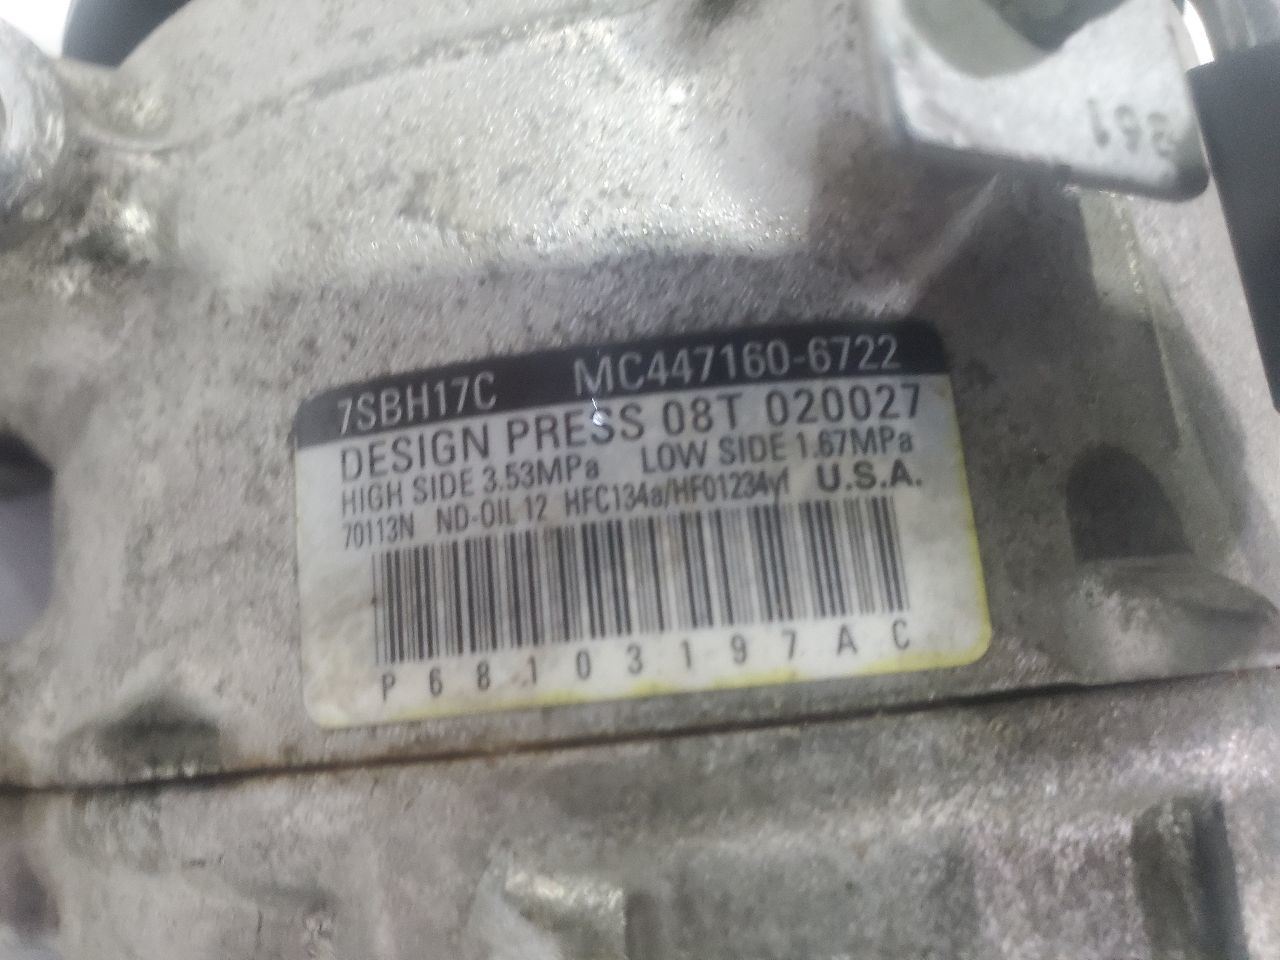 361
7SBH17C MC447160-6722
DESIGN PRESS 08T 020027
HIGH SIDE 3.53MPa LOW SIDE 1.67MPa
70113N ND-OIL 12 HFC134a/HFO1234yf U.S.A.
P68103197AC